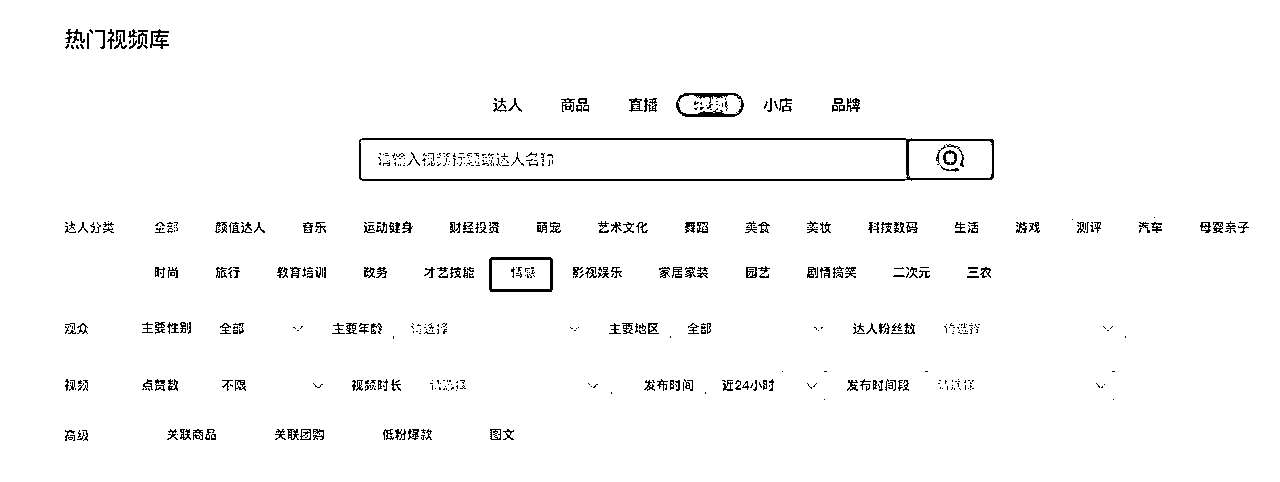 热门视频库
达人 商品 直播 视频 小店 品牌
请输入视频标题或达人名称
达人分类 全部 颜值达人 音乐 运动健身 财经投资 萌宠 艺术文化 舞蹈 美食 美妆 科技数码 生活 游戏 测评 汽车 母婴亲子
时尚 旅行 教育培训 政务 才艺技能 情感 影视娱乐 家居家装 园艺 剧情搞笑 二次元 三农
观众 主要性别 全部 主要年龄 请选择 主要地区 全部 达人粉丝数 请选择
视频 点赞数 不限 视频时长 请选择 发布时间 近24小时 发布时间段 请选择
高级 关联商品 关联团购 低粉爆款 图文